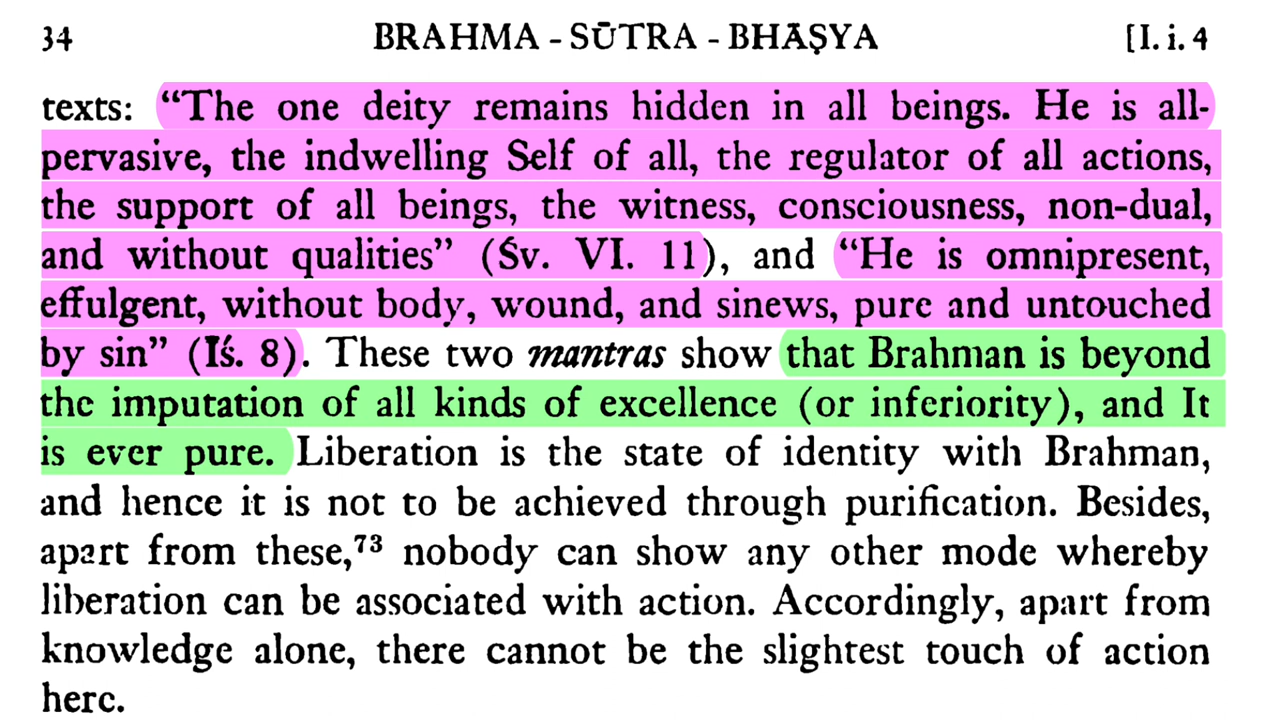 34 BRAHMA - SŪTRA - BHĀṢYA [I. i. 4
texts: “The one deity remains hidden in all beings. He is all-
pervasive, the indwelling Self of all, the regulator of all actions,
the support of all beings, the witness, consciousness, non-dual,
and without qualities” (Śv. VI. 11), and “He is omnipresent,
effulgent, without body, wound, and sinews, pure and untouched
by sin” (Īś. 8). These two mantras show that Brahman is beyond
the imputation of all kinds of excellence (or inferiority), and It
is ever pure. Liberation is the state of identity with Brahman,
and hence it is not to be achieved through purification. Besides,
apart from these,⁷³ nobody can show any other mode whereby
liberation can be associated with action. Accordingly, apart from
knowledge alone, there cannot be the slightest touch of action
here.